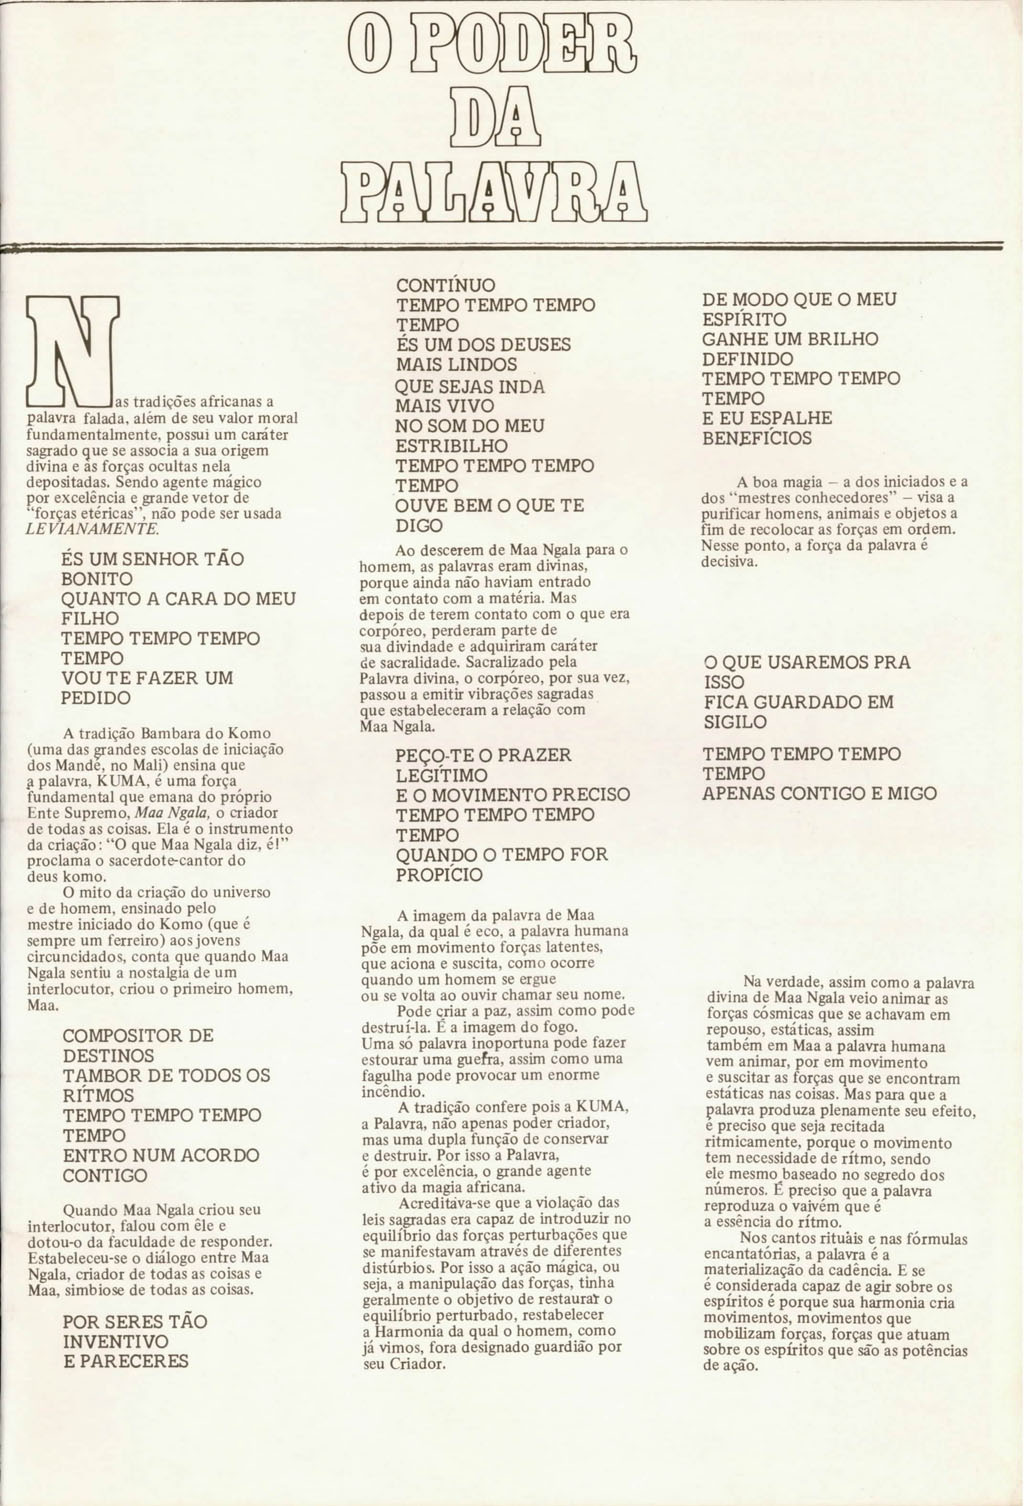 O PODER
DA
PALAVRA
Nas tradições africanas a
palavra falada, além de seu valor moral
fundamentalmente, possui um caráter
sagrado que se associa a sua origem
divina e às forças ocultas nela
depositadas. Sendo agente mágico
por excelência e grande vetor de
"forças etéricas", não pode ser usada
LEVIANAMENTE.
ÉS UM SENHOR TÃO
BONITO
QUANTO A CARA DO MEU
FILHO
TEMPO TEMPO TEMPO
TEMPO
VOU TE FAZER UM
PEDIDO
A tradição Bambara do Komo
(uma das grandes escolas de iniciação
dos Mandê, no Mali) ensina que
a palavra, KUMA, é uma força
fundamental que emana do próprio
Ente Supremo, Maa Ngala, o criador
de todas as coisas. Ela é o instrumento
da criação: "O que Maa Ngala diz, é!"
proclama o sacerdote-cantor do
deus komo.
O mito da criação do universo
e de homem, ensinado pelo
mestre iniciado do Komo (que é
sempre um ferreiro) aos jovens
circuncidados, conta que quando Maa
Ngala sentiu a nostalgia de um
interlocutor, criou o primeiro homem,
Maa.
COMPOSITOR DE
DESTINOS
TAMBOR DE TODOS OS
RÍTMOS
TEMPO TEMPO TEMPO
TEMPO
ENTRO NUM ACORDO
CONTIGO
Quando Maa Ngala criou seu
interlocutor, falou com êle e
dotou-o da faculdade de responder.
Estabeleceu-se o diálogo entre Maa
Ngala, criador de todas as coisas e
Maa, simbiose de todas as coisas.
POR SERES TÃO
INVENTIVO
E PARECERES
CONTÍNUO
TEMPO TEMPO TEMPO
TEMPO
ÉS UM DOS DEUSES
MAIS LINDOS
QUE SEJAS INDA
MAIS VIVO
NO SOM DO MEU
ESTRIBILHO
TEMPO TEMPO TEMPO
TEMPO
OUVE BEM O QUE TE
DIGO
Ao descerem de Maa Ngala para o
homem, as palavras eram divinas,
porque ainda não haviam entrado
em contato com a matéria. Mas
depois de terem contato com o que era
corpóreo, perderam parte de
sua divindade e adquiriram caráter
de sacralidade. Sacralizado pela
Palavra divina, o corpóreo, por sua vez,
passou a emitir vibrações sagradas
que estabeleceram a relação com
Maa Ngala.
PEÇO-TE O PRAZER
LEGÍTIMO
E O MOVIMENTO PRECISO
TEMPO TEMPO TEMPO
TEMPO
QUANDO O TEMPO FOR
PROPÍCIO
A imagem da palavra de Maa
Ngala, da qual é eco, a palavra humana
põe em movimento forças latentes,
que aciona e suscita, como ocorre
quando um homem se ergue
ou se volta ao ouvir chamar seu nome.
Pode criar a paz, assim como pode
destruí-la. É a imagem do fogo.
Uma só palavra inoportuna pode fazer
estourar uma guerra, assim como uma
fagulha pode provocar um enorme
incêndio.
A tradição confere pois a KUMA,
a Palavra, não apenas poder criador,
mas uma dupla função de conservar
e destruir. Por isso a Palavra,
é por excelência, o grande agente
ativo da magia africana.
Acreditava-se que a violação das
leis sagradas era capaz de introduzir no
equilíbrio das forças perturbações que
se manifestavam através de diferentes
distúrbios. Por isso a ação mágica, ou
seja, a manipulação das forças, tinha
geralmente o objetivo de restaurar o
equilíbrio perturbado, restabelecer
a Harmonia da qual o homem, como
já vimos, fora designado guardião por
seu Criador.
DE MODO QUE O MEU
ESPÍRITO
GANHE UM BRILHO
DEFINIDO
TEMPO TEMPO TEMPO
TEMPO
E EU ESPALHE
BENEFÍCIOS
A boa magia – a dos iniciados e a
dos "mestres conhecedores" – visa a
purificar homens, animais e objetos a
fim de recolocar as forças em ordem.
Nesse ponto, a força da palavra é
decisiva.
O QUE USAREMOS PRA
ISSO
FICA GUARDADO EM
SIGILO
TEMPO TEMPO TEMPO
TEMPO
APENAS CONTIGO E MIGO
Na verdade, assim como a palavra
divina de Maa Ngala veio animar as
forças cósmicas que se achavam em
repouso, estáticas, assim
também em Maa a palavra humana
vem animar, por em movimento
e suscitar as forças que se encontram
estáticas nas coisas. Mas para que a
palavra produza plenamente seu efeito,
é preciso que seja recitada
ritmicamente, porque o movimento
tem necessidade de rítmo, sendo
ele mesmo baseado no segredo dos
números. É preciso que a palavra
reproduza o vaivém que é
a essência do rítmo.
Nos cantos rituais e nas fórmulas
encantatórias, a palavra é a
materialização da cadência. E se
é considerada capaz de agir sobre os
espíritos é porque sua harmonia cria
movimentos, movimentos que
mobilizam forças, forças que atuam
sobre os espíritos que são as potências
de ação.